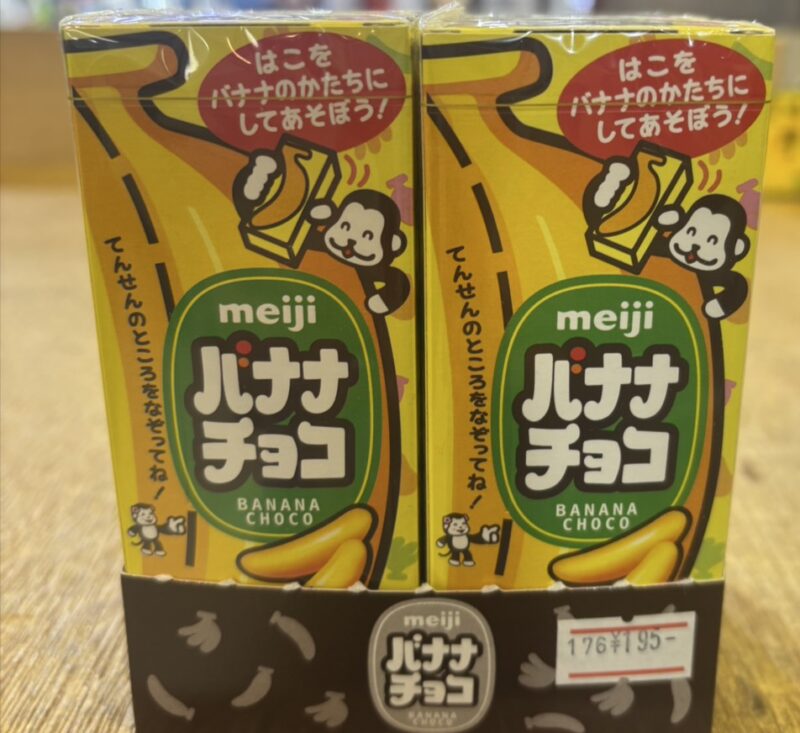 はこを
バナナのかたちに
してあそぼう!
てんせんのところをなぞってね!
meiji
バナナ
チョコ
BANANA
CHOCO
はこを
バナナのかたちに
してあそぼう!
てんせんのところをなぞってね!
meiji
バナナ
チョコ
BANANA
CHOCO
meiji
バナナ
チョコ
BANANA
CHOCO
176¥195-